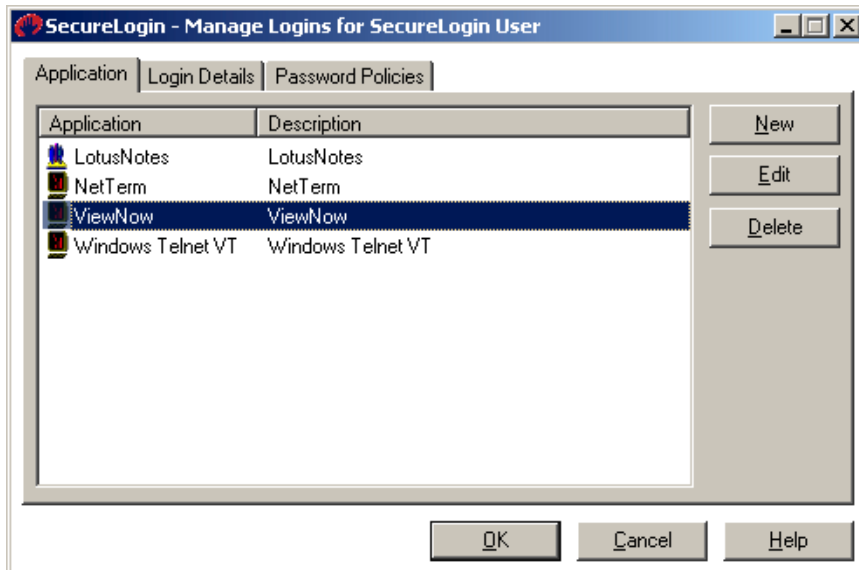 SecureLogin - Manage Logins for SecureLogin User
Application Login Details Password Policies
Application Description
LotusNotes LotusNotes
NetTerm NetTerm
ViewNow ViewNow
Windows Telnet VT Windows Telnet VT
New
Edit
Delete
OK Cancel Help